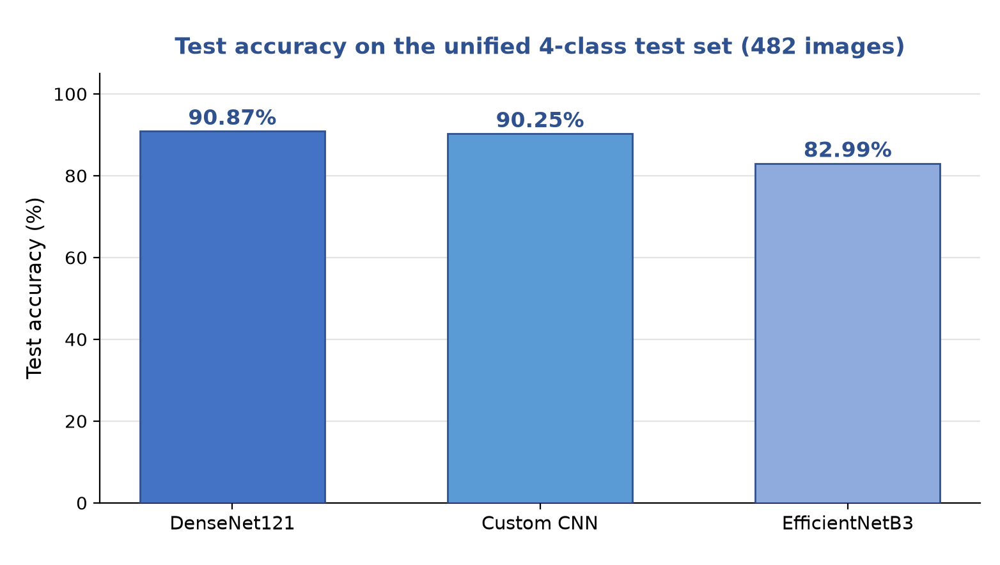 Test accuracy on the unified 4-class test set (482 images)
Test accuracy (%)
100
80
60
40
20
0
90.87%
90.25%
82.99%
DenseNet121
Custom CNN
EfficientNetB3